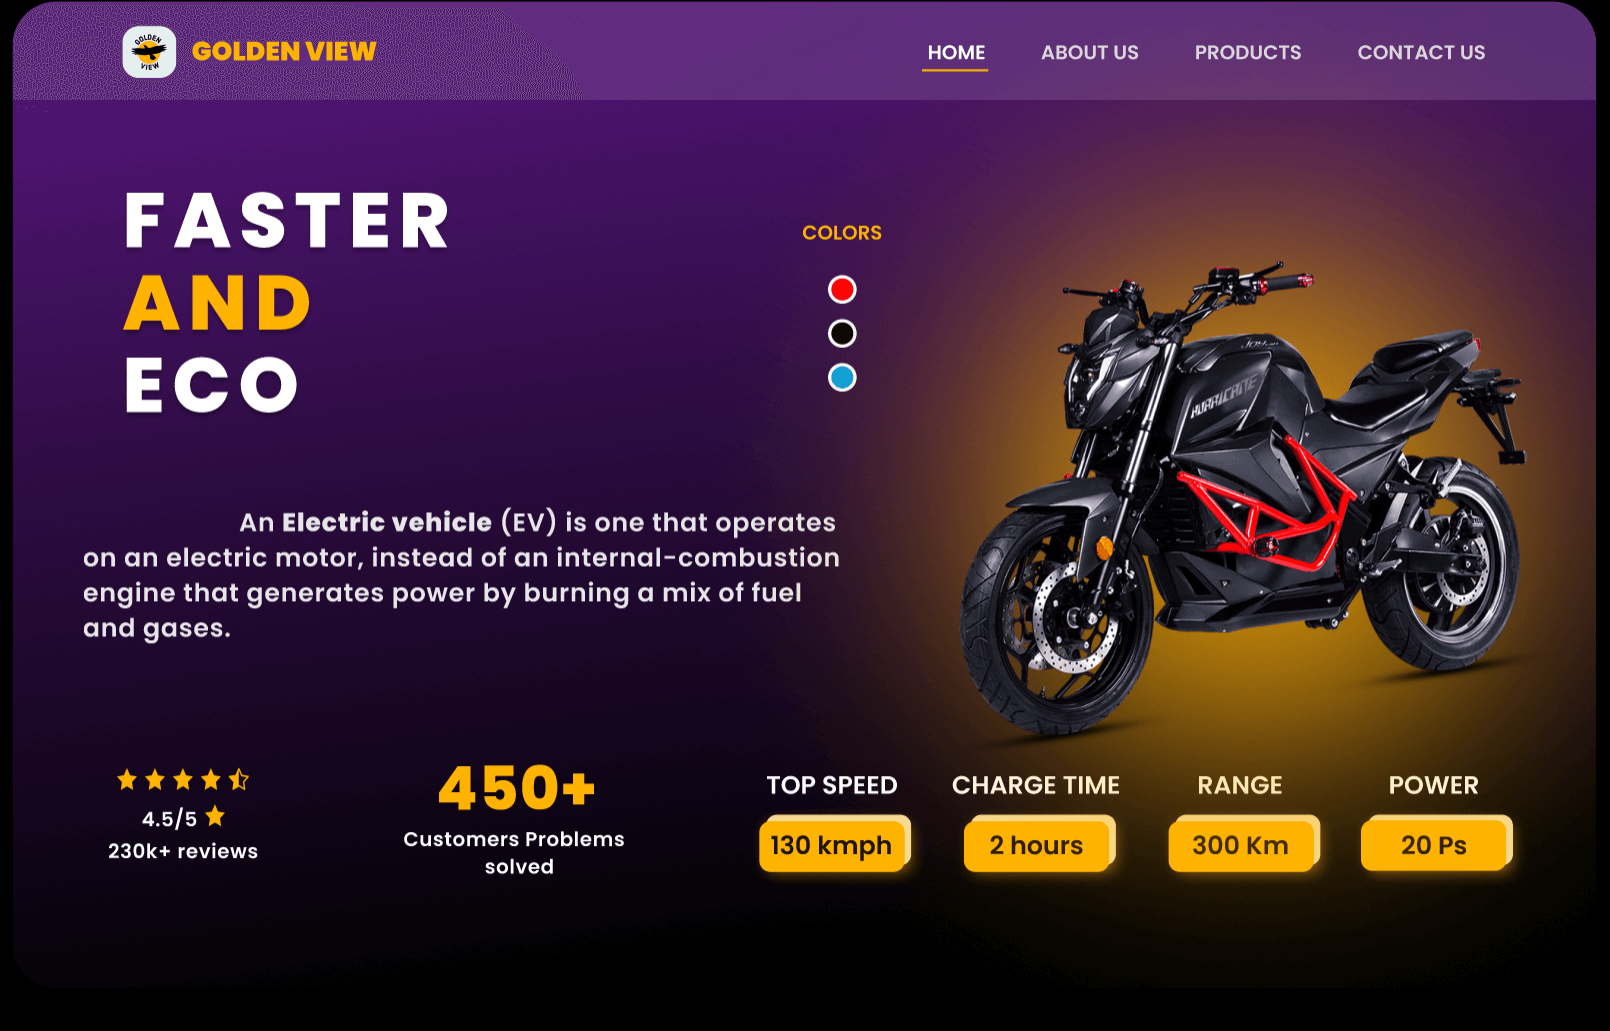 GOLDEN
VIEW
GOLDEN VIEW
HOME
ABOUT US
PRODUCTS
CONTACT US
FASTER
AND
ECO
COLORS
HURRICANE
An Electric vehicle (EV) is one that operates
on an electric motor, instead of an internal-combustion
engine that generates power by burning a mix of fuel
and gases.
4.5/5
230k+ reviews
450+
Customers Problems
solved
TOP SPEED
CHARGE TIME
RANGE
POWER
130 kmph
2 hours
300 Km
20 Ps